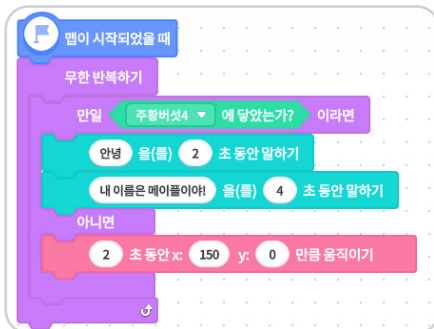 맵이 시작되었을 때
무한 반복하기
만일 주황버섯4 에 닿았는가? 이라면
안녕 을(를) 2 초 동안 말하기
내 이름은 메이플이야! 을(를) 4 초 동안 말하기
아니면
2 초 동안 x: 150 y: 0 만큼 움직이기